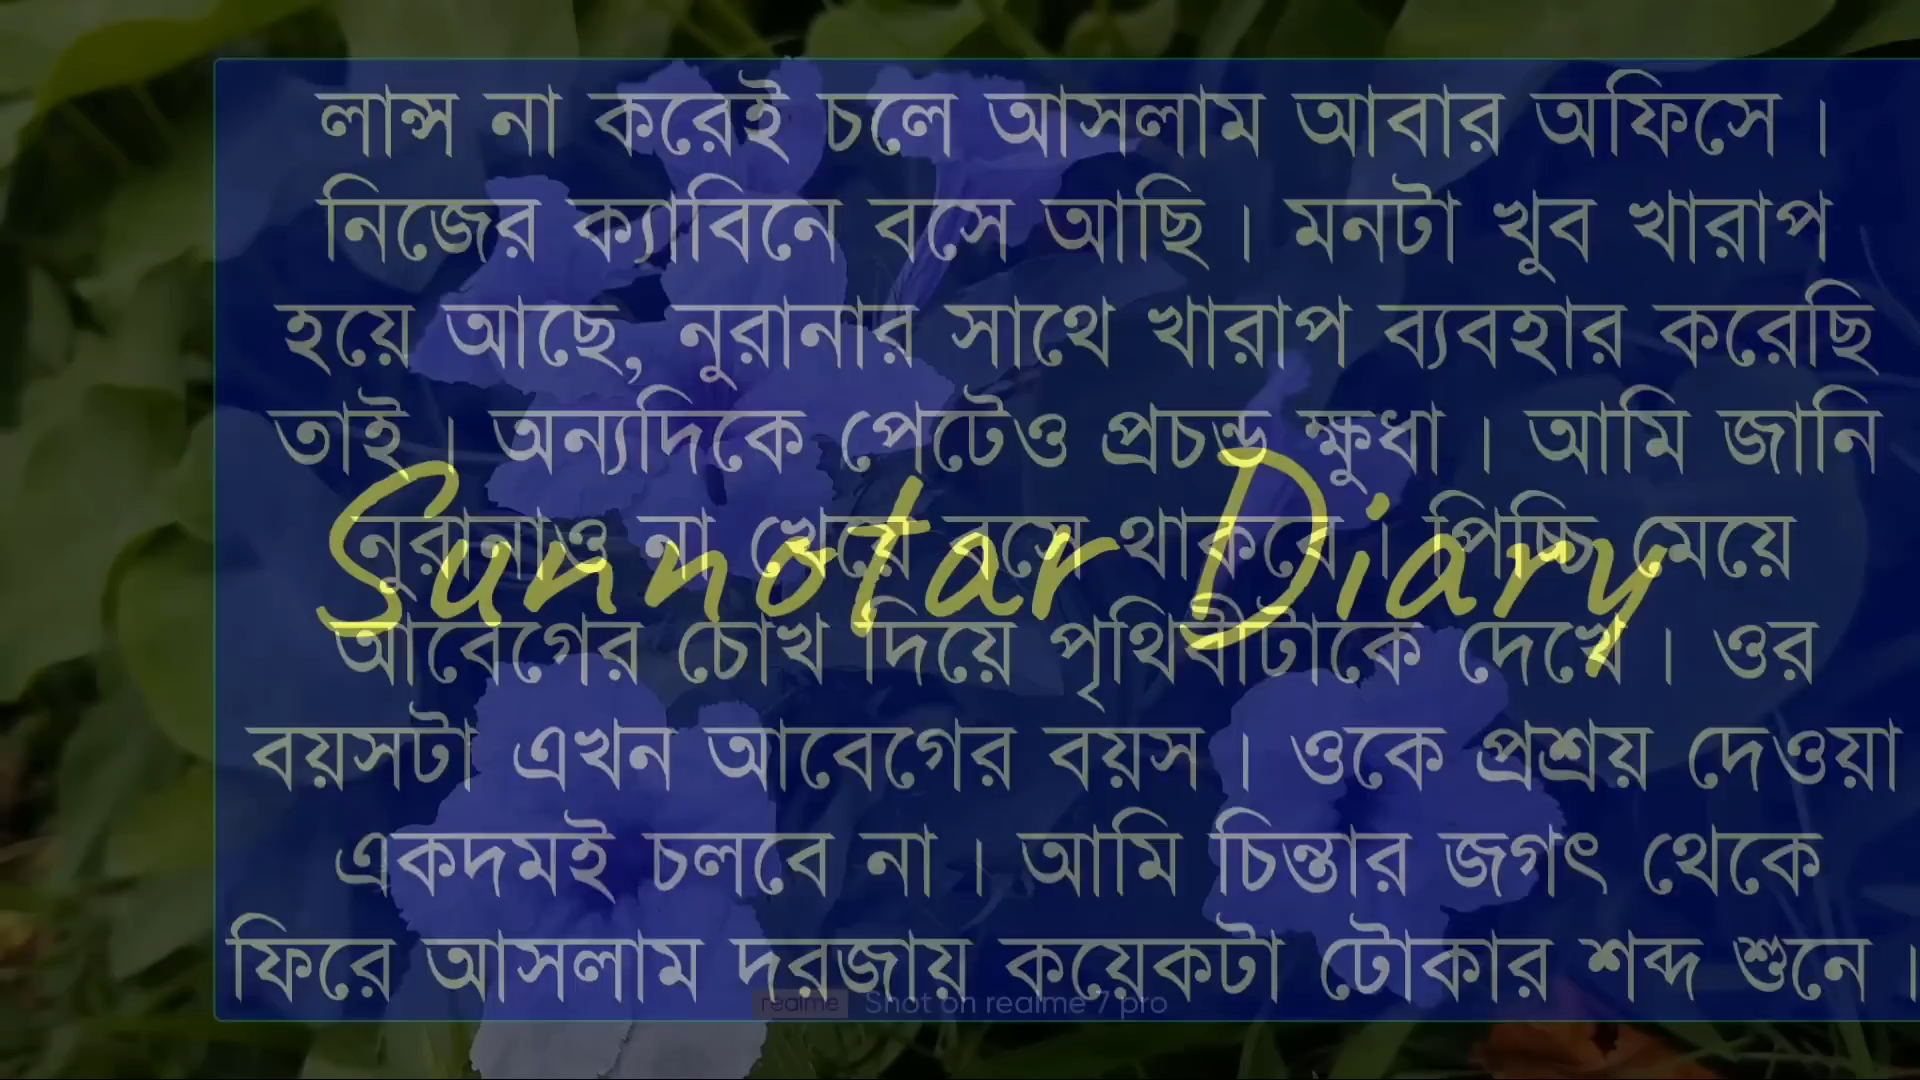 লান্স না করেই চলে আসলাম আবার অফিসে ।
নিজের ক্যাবিনে বসে আছি । মনটা খুব খারাপ
হয়ে আছে, নুরানার সাথে খারাপ ব্যবহার করেছি
তাই । অন্যদিকে পেটেও প্রচন্ড ক্ষুধা । আমি জানি
নুরানাও না খেয়ে বসে থাকবে । পিচ্চি মেয়ে
Sunnotar Diary
আবেগের চোখ দিয়ে পৃথিবীটাকে দেখে । ওর
বয়সটা এখন আবেগের বয়স । ওকে প্রশ্রয় দেওয়া
একদমই চলবে না । আমি চিন্তার জগৎ থেকে
ফিরে আসলাম দরজায় কয়েকটা টোকার শব্দ শুনে ।
realme Shot on realme 7 pro